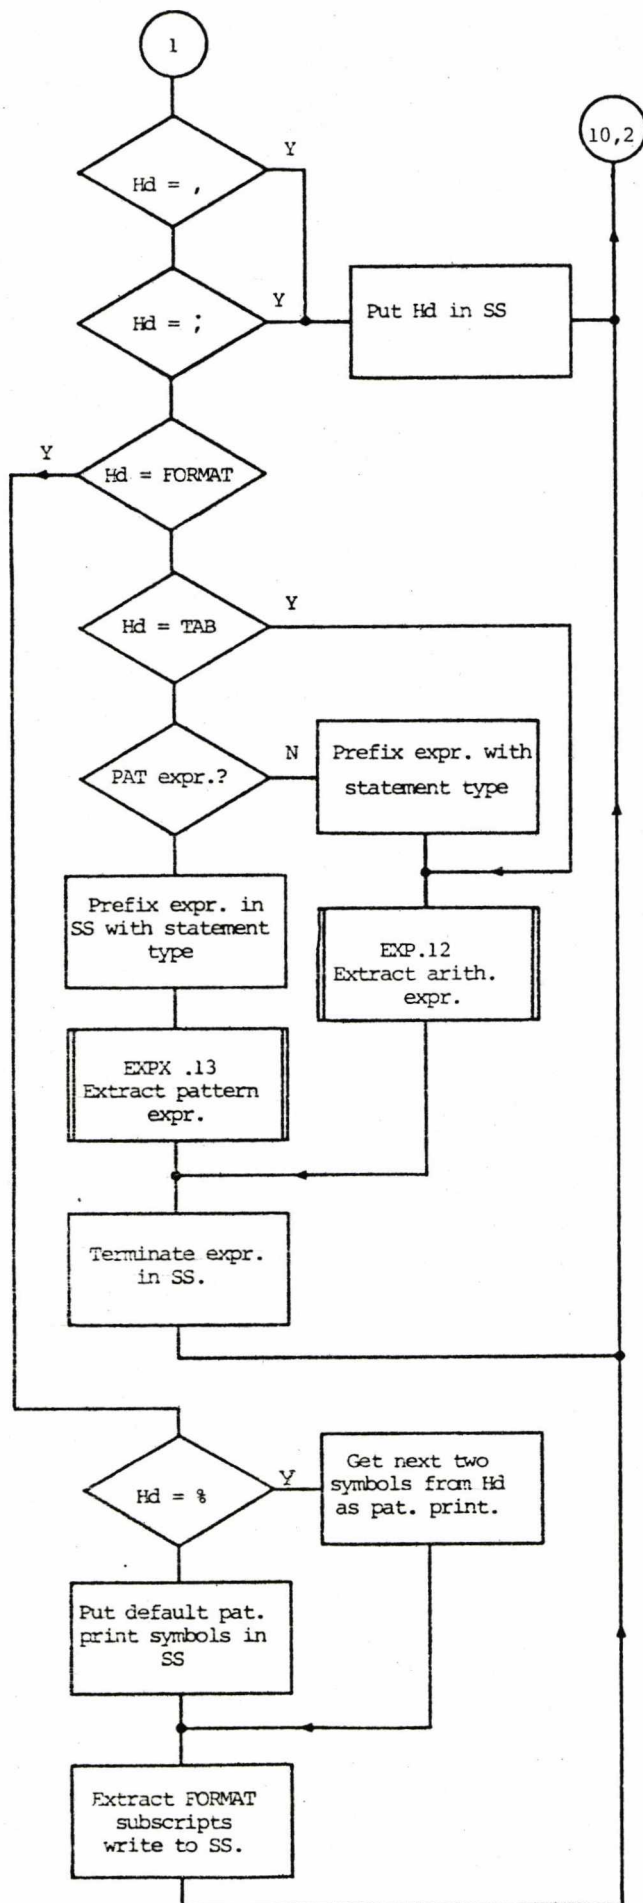 1
10,2
Y
Hd = ,
Y
Hd = ;
Put Hd in SS
Y
Hd = FORMAT
Y
Hd = TAB
PAT expr.?
N
Prefix expr. with
statement type
Prefix expr. in
SS with statement
type
EXP.12
Extract arith.
expr.
EXPX .13
Extract pattern
expr.
Terminate expr.
in SS.
Hd = %
Y
Get next two
symbols from Hd
as pat. print.
Put default pat.
print symbols in
SS
Extract FORMAT
subscripts
write to SS.